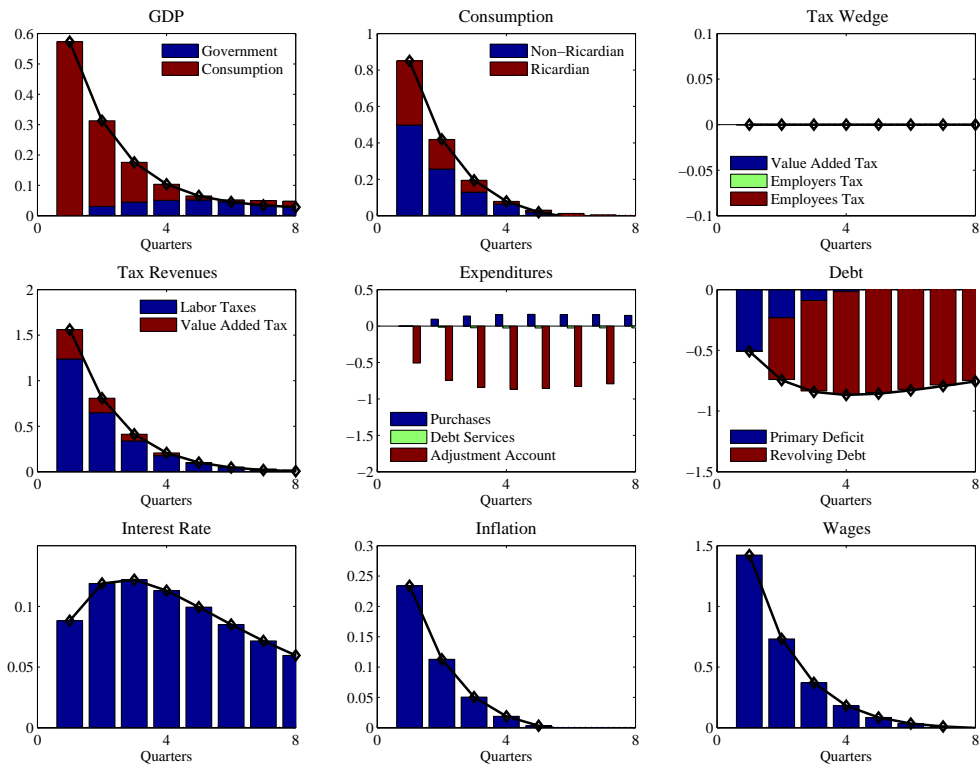 GDP
0.6
0.5
0.4
0.3
0.2
0.1
0
0
4
8
Quarters
Government
Consumption
Consumption
1
0.8
0.6
0.4
0.2
0
0
4
8
Quarters
Non−Ricardian
Ricardian
Tax Wedge
0.1
0.05
0
−0.05
−0.1
0
4
8
Quarters
Value Added Tax
Employers Tax
Employees Tax
Tax Revenues
2
1.5
1
0.5
0
0
4
8
Quarters
Labor Taxes
Value Added Tax
Expenditures
0.5
0
−0.5
−1
−1.5
−2
0
4
8
Quarters
Purchases
Debt Services
Adjustment Account
Debt
0
−0.5
−1
−1.5
0
4
8
Quarters
Primary Deficit
Revolving Debt
Interest Rate
0.1
0.05
0
0
4
8
Quarters
Inflation
0.3
0.25
0.2
0.15
0.1
0.05
0
0
4
8
Quarters
Wages
1.5
1
0.5
0
0
4
8
Quarters